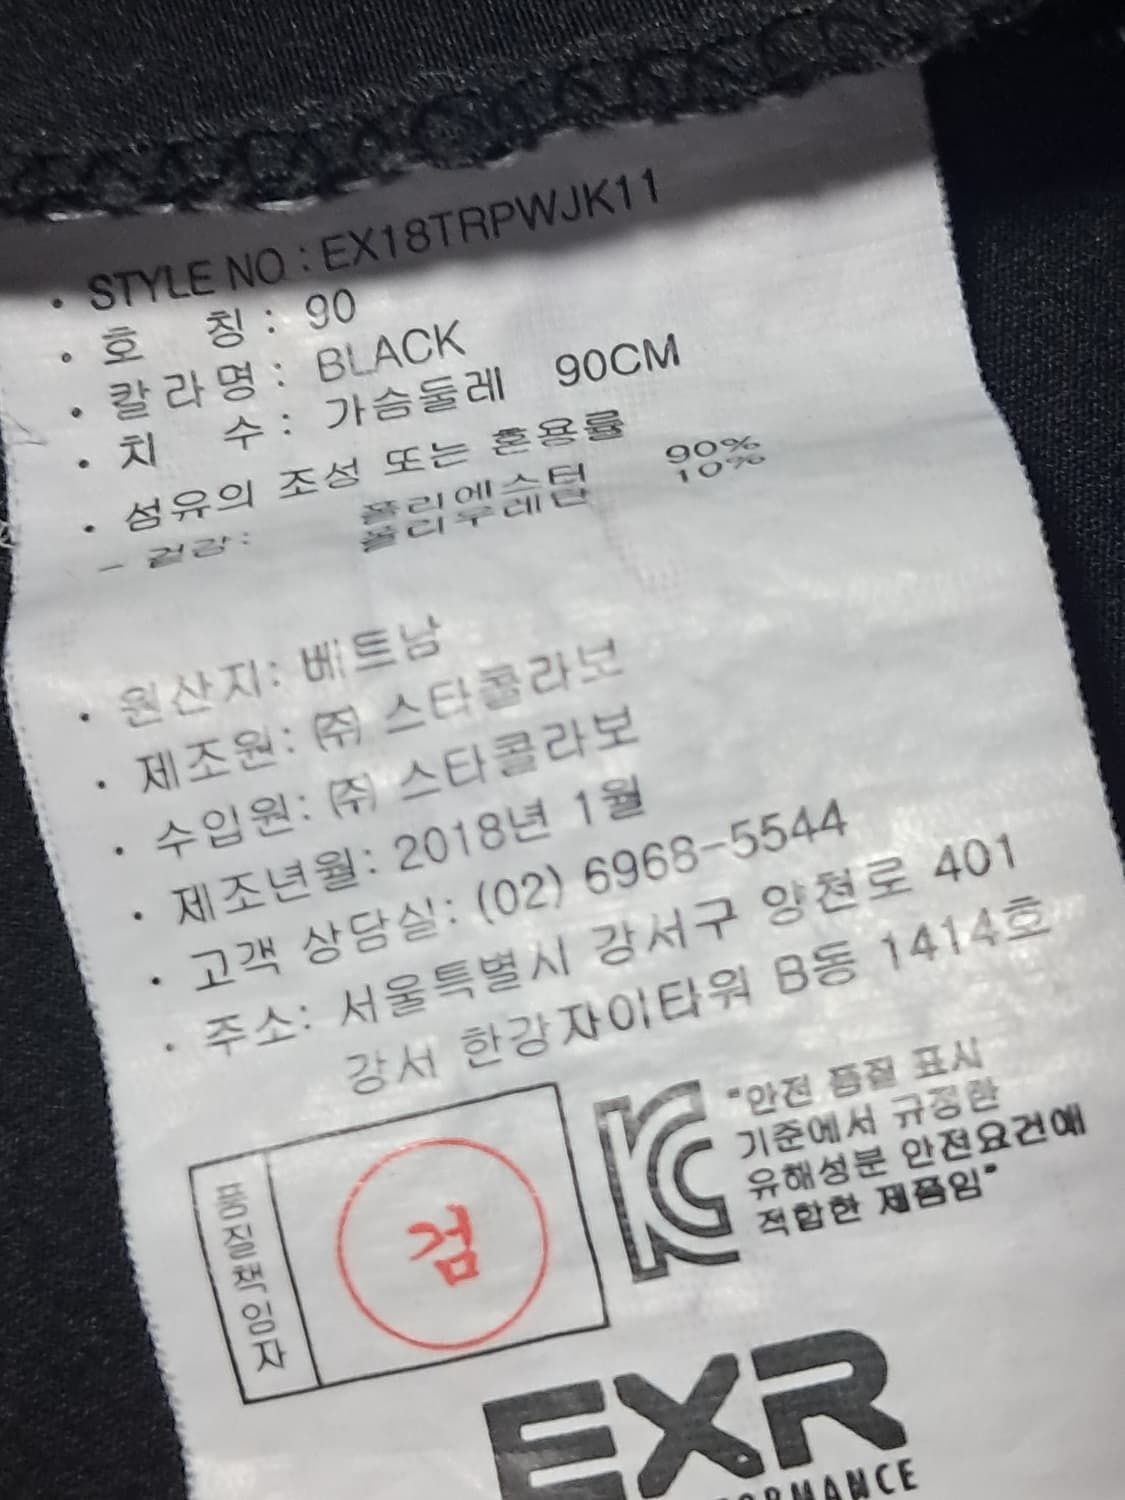 · STYLE NO : EX18TRPWJK11
· 호 칭 : 90
· 칼라명 : BLACK
· 치 수 : 가슴둘레 90CM
· 섬유의 조성 또는 혼용률
- 겉감: 폴리에스터 90%
폴리우레탄 10%
· 원산지: 베트남
· 제조원: ㈜ 스타콜라보
· 수입원: ㈜ 스타콜라보
· 제조년월: 2018년 1월
· 고객 상담실: (02) 6968-5544
· 주소: 서울특별시 강서구 양천로 401
강서 한강자이타워 B동 1414호
품질책임자
검
KC
"안전 품질 표시
기준에서 규정한
유해성분 안전요건에
적합한 제품임"
EXR